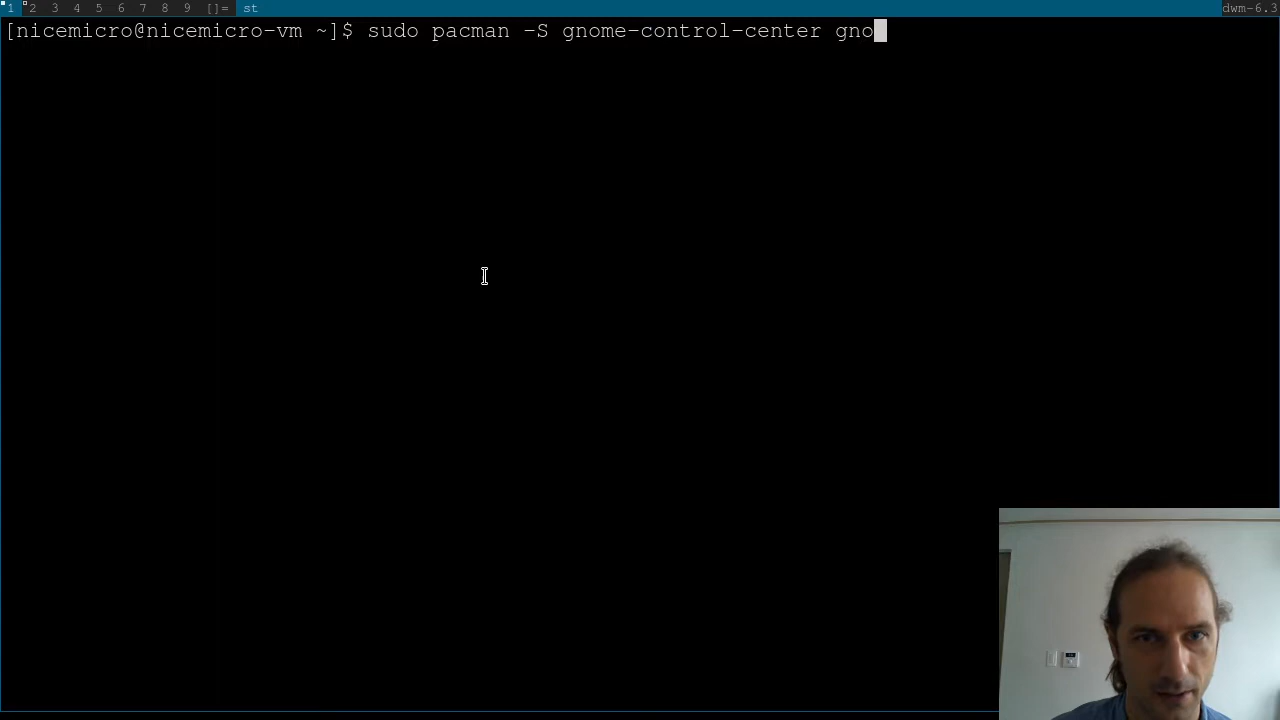 1 2 3 4 5 6 7 8 9 []= st dwm-6.3
[nicemicro@nicemicro-vm ~]$ sudo pacman -S gnome-control-center gno